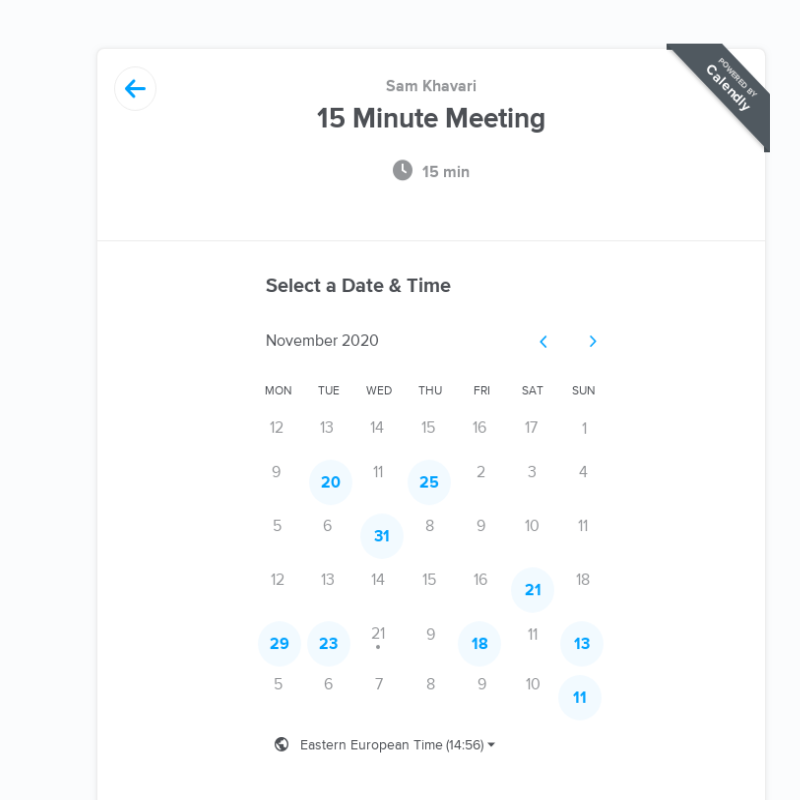 POWERED BY
Calendly
Sam Khavari
15 Minute Meeting
15 min
Select a Date & Time
November 2020
MON TUE WED THU FRI SAT SUN
12 13 14 15 16 17 1
9 20 11 25 2 3 4
5 6 31 8 9 10 11
12 13 14 15 16 21 18
29 23 21 9 18 11 13
5 6 7 8 9 10 11
Eastern European Time (14:56)